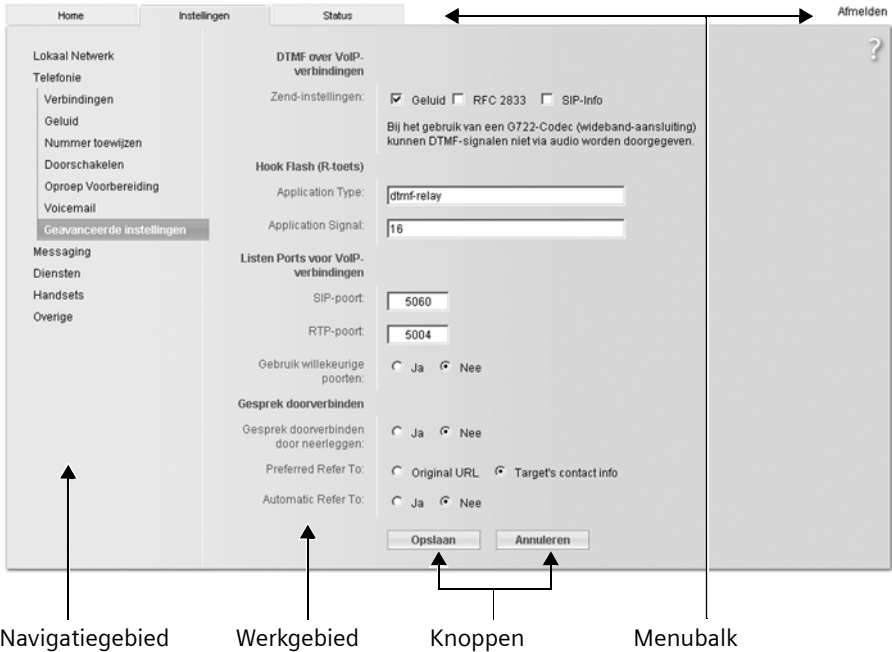 Home Instellingen Status Afmelden
?
Lokaal Netwerk
Telefonie
Verbindingen
Geluid
Nummer toewijzen
Doorschakelen
Oproep Voorbereiding
Voicemail
Geavanceerde instellingen
Messaging
Diensten
Handsets
Overige
DTMF over VoIP-
verbindingen
Zend-instellingen: Geluid RFC 2833 SIP-Info
Bij het gebruik van een G722-Codec (wideband-aansluiting)
kunnen DTMF-signalen niet via audio worden doorgegeven.
Hook Flash (R-toets)
Application Type: dtmf-relay
Application Signal: 16
Listen Ports voor VoIP-
verbindingen
SIP-poort: 5060
RTP-poort: 5004
Gebruik willekeurige
poorten: Ja Nee
Gesprek doorverbinden
Gesprek doorverbinden
door neerleggen: Ja Nee
Preferred Refer To: Original URL Target's contact info
Automatic Refer To: Ja Nee
Opslaan Annuleren
Navigatiegebied Werkgebied Knoppen Menubalk